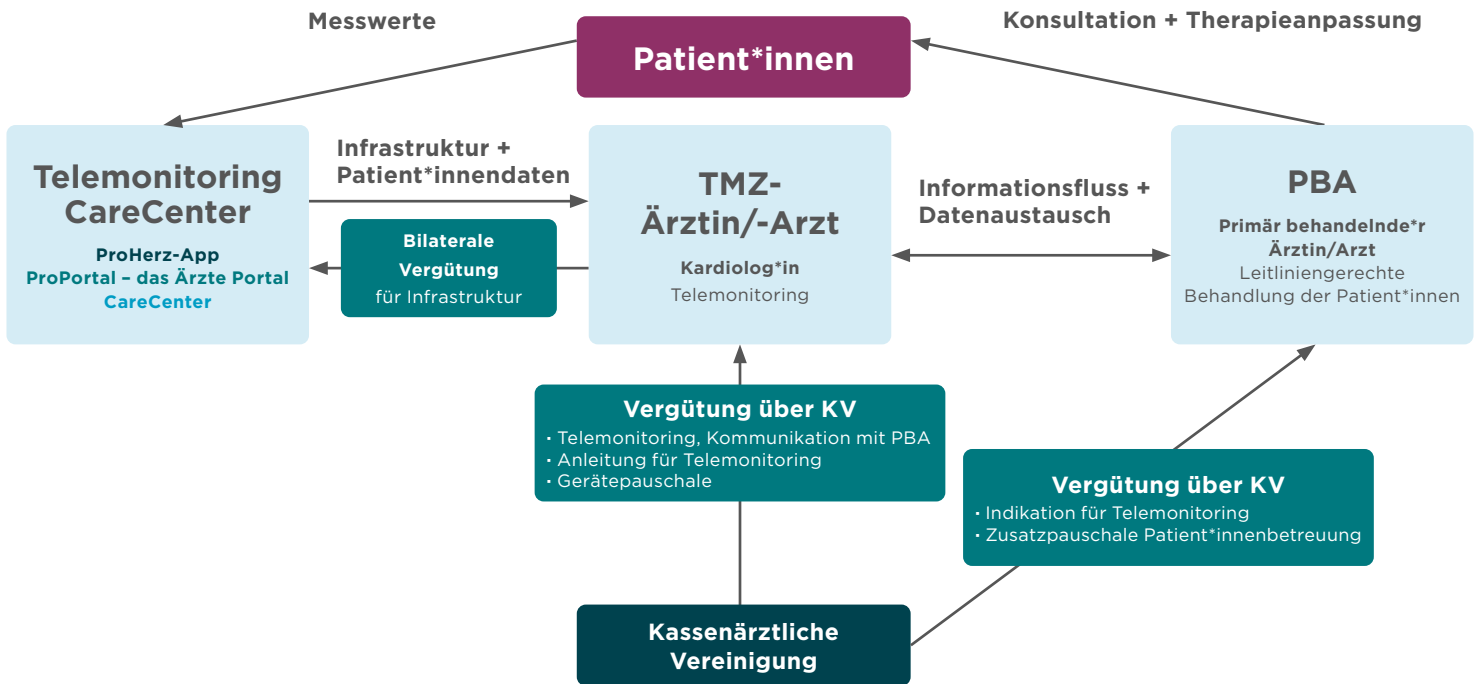 Messwerte
Patient*innen
Konsultation + Therapieanpassung
Telemonitoring
CareCenter
ProHerz-App
ProPortal – das Ärzte Portal
CareCenter
Infrastruktur +
Patient*innendaten
Bilaterale
Vergütung
für Infrastruktur
TMZ-
Ärztin/-Arzt
Kardiolog*in
Telemonitoring
Informationsfluss +
Datenaustausch
PBA
Primär behandelnde*r
Ärztin/Arzt
Leitliniengerechte
Behandlung der Patient*innen
Vergütung über KV
· Telemonitoring, Kommunikation mit PBA
· Anleitung für Telemonitoring
· Gerätepauschale
Vergütung über KV
· Indikation für Telemonitoring
· Zusatzpauschale Patient*innenbetreuung
Kassenärztliche
Vereinigung